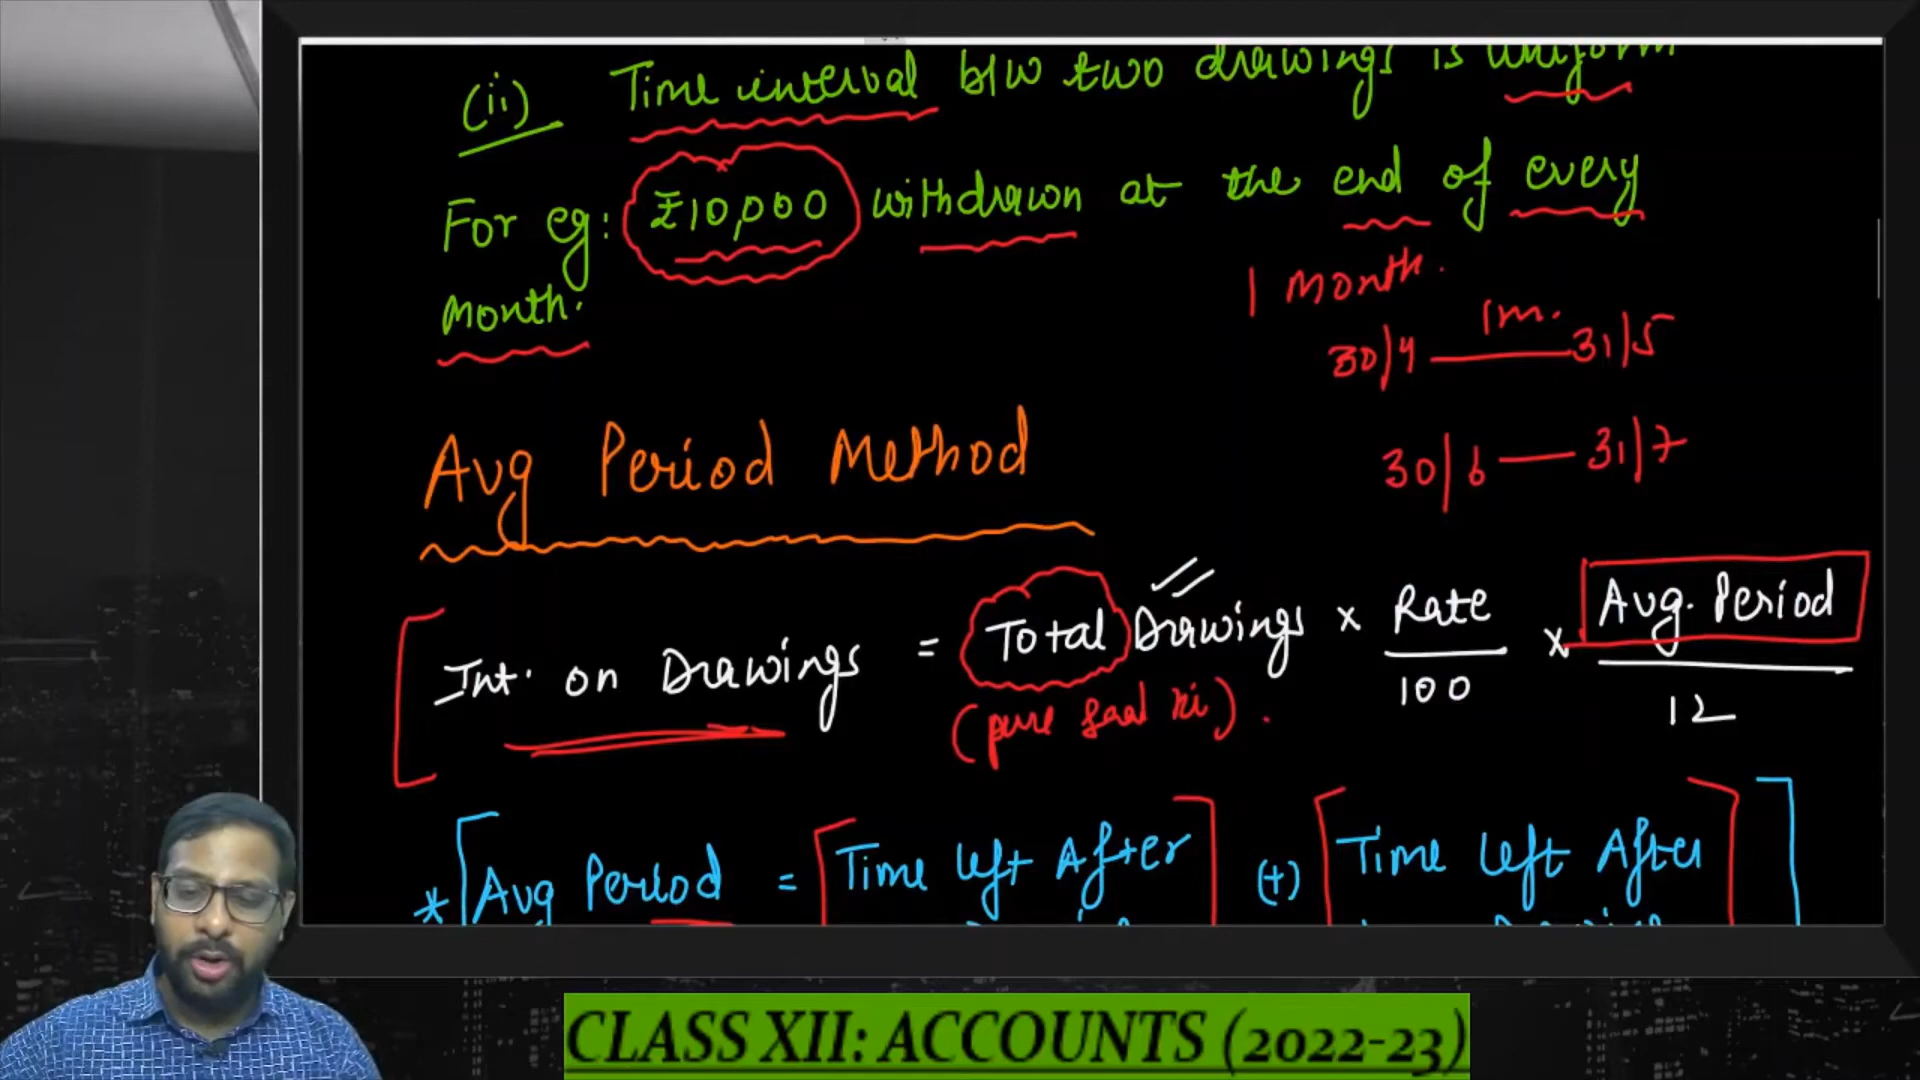 (ii) Time interval b/w two drawings is uniform
For eg: ₹10,000 withdrawn at the end of every
month.
1 month.
30/4 — 1m. — 31/5
30/6 — 31/7
Avg Period Method
Int. on Drawings = Total Drawings × Rate/100 × Avg. Period/12
(pure saal ki).
* [Avg Period = [Time left After] (+) [Time left After]]
CLASS XII: ACCOUNTS (2022-23)